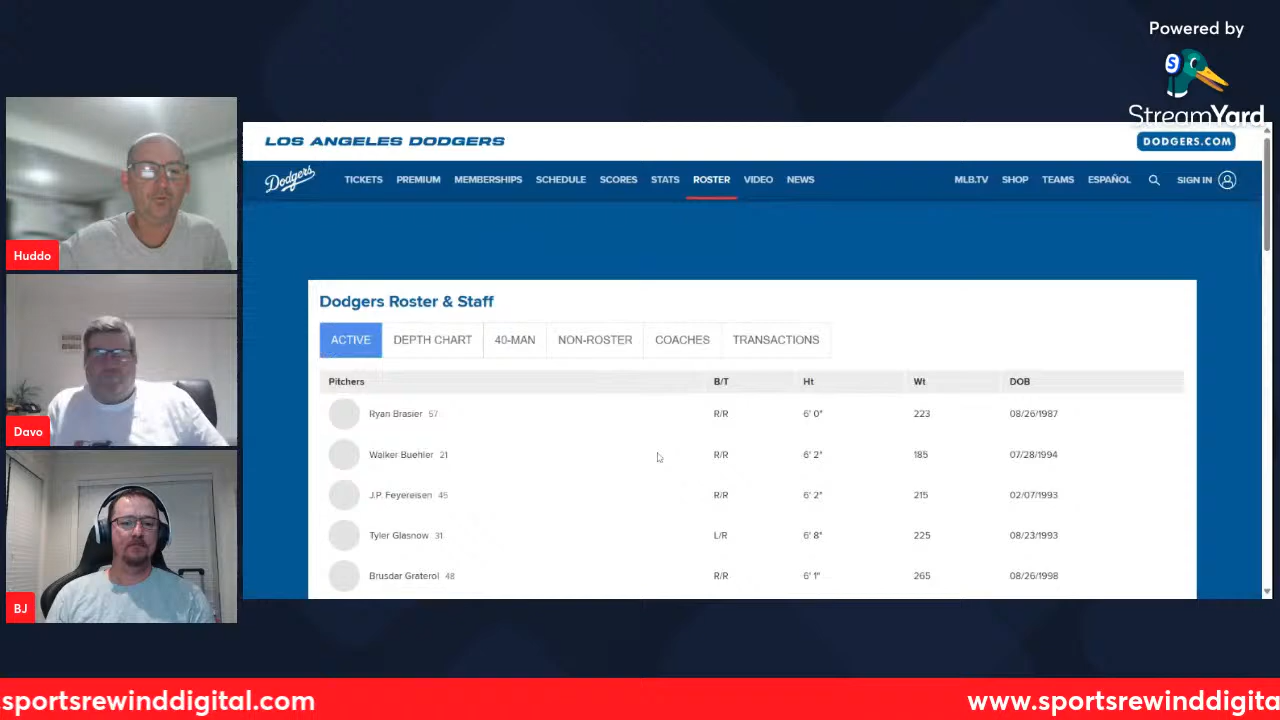 Powered by
StreamYard
LOS ANGELES DODGERS
DODGERS.COM
Dodgers TICKETS PREMIUM MEMBERSHIPS SCHEDULE SCORES STATS ROSTER VIDEO NEWS MLB.TV SHOP TEAMS ESPAÑOL SIGN IN
Dodgers Roster & Staff
ACTIVE DEPTH CHART 40-MAN NON-ROSTER COACHES TRANSACTIONS
Pitchers B/T Ht Wt DOB
Ryan Brasier 57 R/R 6' 0" 223 08/26/1987
Walker Buehler 21 R/R 6' 2" 185 07/28/1994
J.P. Feyereisen 45 R/R 6' 2" 215 02/07/1993
Tyler Glasnow 31 L/R 6' 8" 225 08/23/1993
Brusdar Graterol 48 R/R 6' 1" 265 08/26/1998
Huddo
Davo
BJ
.sportsrewinddigital.com www.sportsrewinddigita